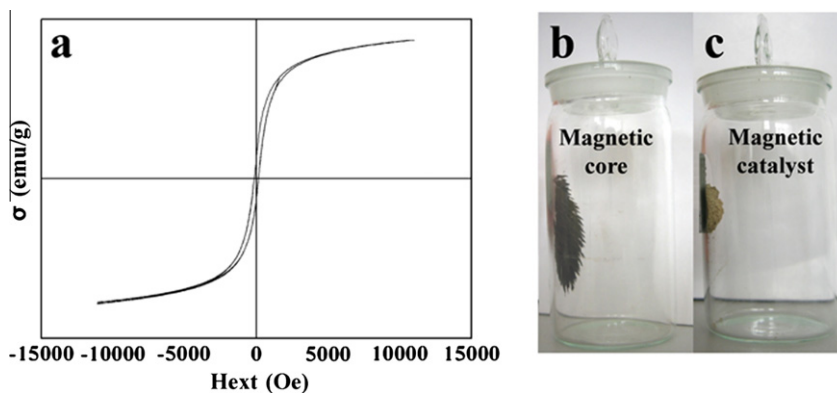 a
σ (emu/g)
-15000 -10000 -5000 0 5000 10000 15000
Hext (Oe)
b
Magnetic
core
c
Magnetic
catalyst